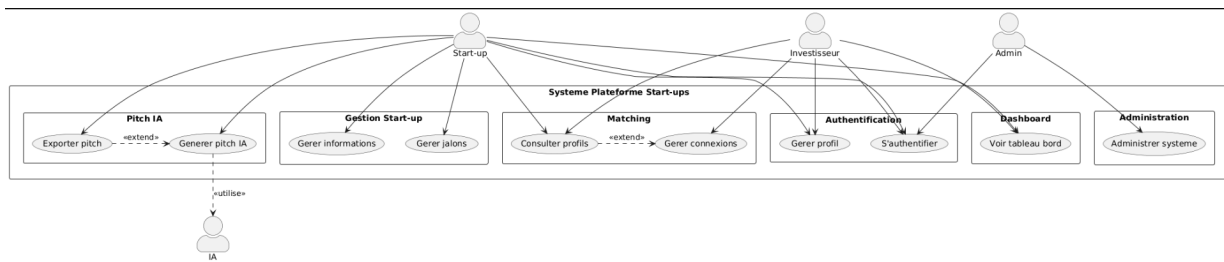 Start-up Investisseur Admin
Systeme Plateforme Start-ups
Pitch IA Gestion Start-up Matching Authentification Dashboard Administration
Exporter pitch «extend» Generer pitch IA Gerer informations Gerer jalons Consulter profils «extend» Gerer connexions Gerer profil S'authentifier Voir tableau bord Administrer systeme
«utilise»
IA